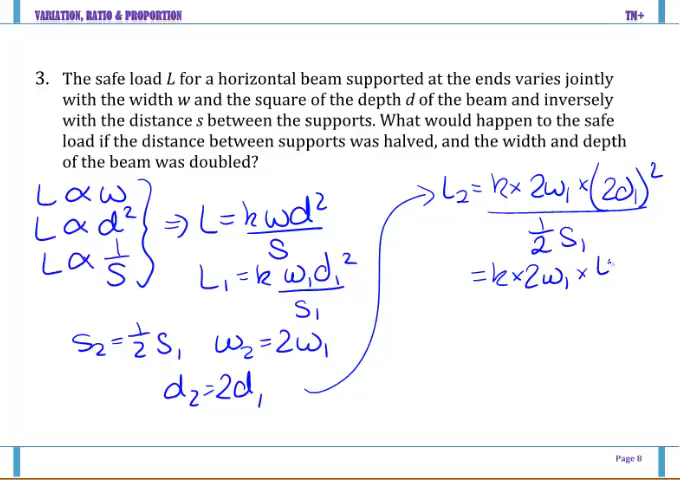 VARIATION, RATIO & PROPORTION TM+
3. The safe load L for a horizontal beam supported at the ends varies jointly
with the width w and the square of the depth d of the beam and inversely
with the distance s between the supports. What would happen to the safe
load if the distance between supports was halved, and the width and depth
of the beam was doubled?
L ∝ w
L ∝ d²
L ∝ 1/S
⇒ L = kwd²/S
L₁ = k w₁d₁²/S₁
S₂ = 1/2 S₁ w₂ = 2w₁
d₂ = 2d₁
L₂ = k × 2w₁ × (2d₁)² / 1/2 S₁
= k × 2w₁ ×
Page 8